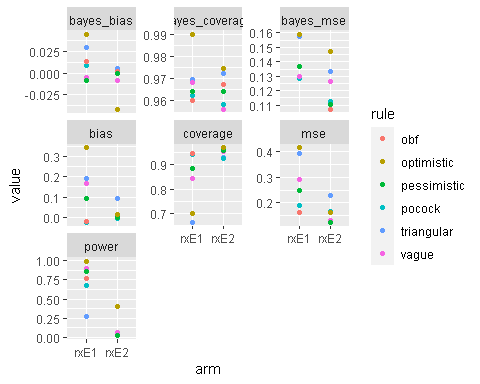 bayes_bias
bayes_mse
0.025
0.000
-0.025
0.99
0.98
0.97
0.96
0.16
0.15
0.14
0.13
0.12
0.11
bias
coverage
mse
0.3
0.2
0.1
0.0
0.9
0.8
0.7
0.4
0.3
0.2
rxE1 rxE2
rxE1 rxE2
power
1.00
0.75
0.50
0.25
0.00
rxE1 rxE2
value
arm
rule
obf
optimistic
pessimistic
pocock
triangular
vague